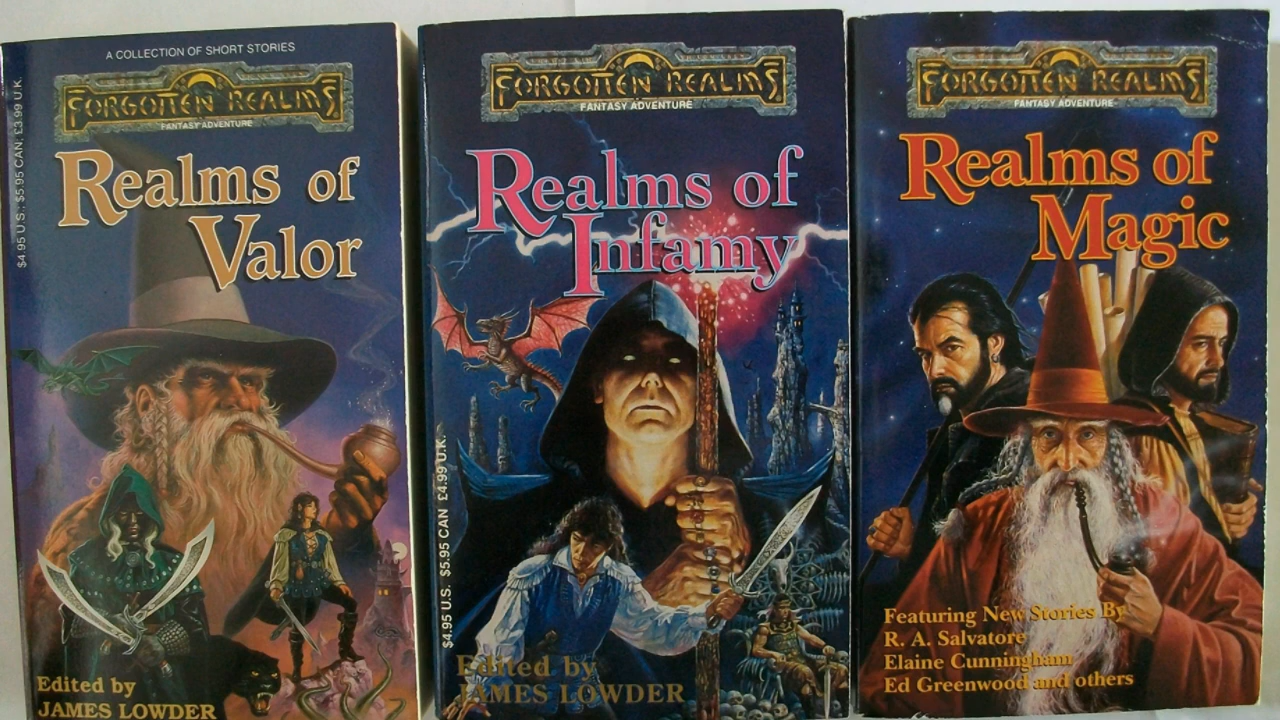 A COLLECTION OF SHORT STORIES
FORGOTTEN REALMS
FANTASY ADVENTURE
Realms of
Valor
$4.95 U.S.; $5.95 CAN; £3.99 U.K.
Edited by
JAMES LOWDER
FORGOTTEN REALMS
FANTASY ADVENTURE
Realms of
Infamy
$4.95 U.S. $5.95 CAN £4.99 U.K.
Edited by
JAMES LOWDER
FORGOTTEN REALMS
FANTASY ADVENTURE
Realms of
Magic
Featuring New Stories By
R. A. Salvatore
Elaine Cunningham
Ed Greenwood and others